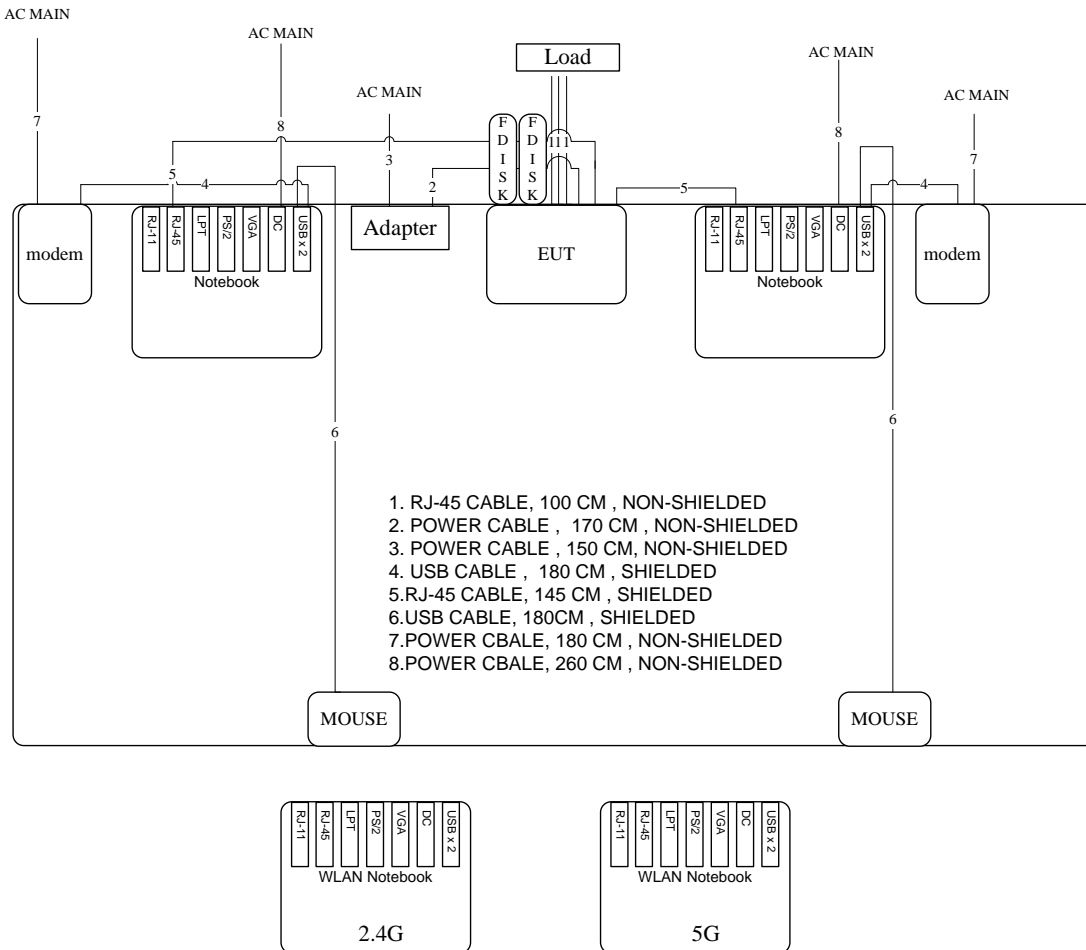 AC MAIN
AC MAIN
Load
AC MAIN
AC MAIN
AC MAIN
7
8
3
5
4
2
FDISK
FDISK
1
1
1
5
8
4
7
modem
RJ-11
RJ-45
LPT
PS/2
VGA
DC
USB x 2
Notebook
Adapter
EUT
RJ-11
RJ-45
LPT
PS/2
VGA
DC
USB x 2
Notebook
modem
6
6
1. RJ-45 CABLE, 100 CM , NON-SHIELDED
2. POWER CABLE , 170 CM , NON-SHIELDED
3. POWER CABLE , 150 CM, NON-SHIELDED
4. USB CABLE , 180 CM , SHIELDED
5.RJ-45 CABLE, 145 CM , SHIELDED
6.USB CABLE, 180CM , SHIELDED
7.POWER CBALE, 180 CM , NON-SHIELDED
8.POWER CBALE, 260 CM , NON-SHIELDED
MOUSE
MOUSE
RJ-11
RJ-45
LPT
PS/2
VGA
DC
USB x 2
WLAN Notebook
2.4G
RJ-11
RJ-45
LPT
PS/2
VGA
DC
USB x 2
WLAN Notebook
5G